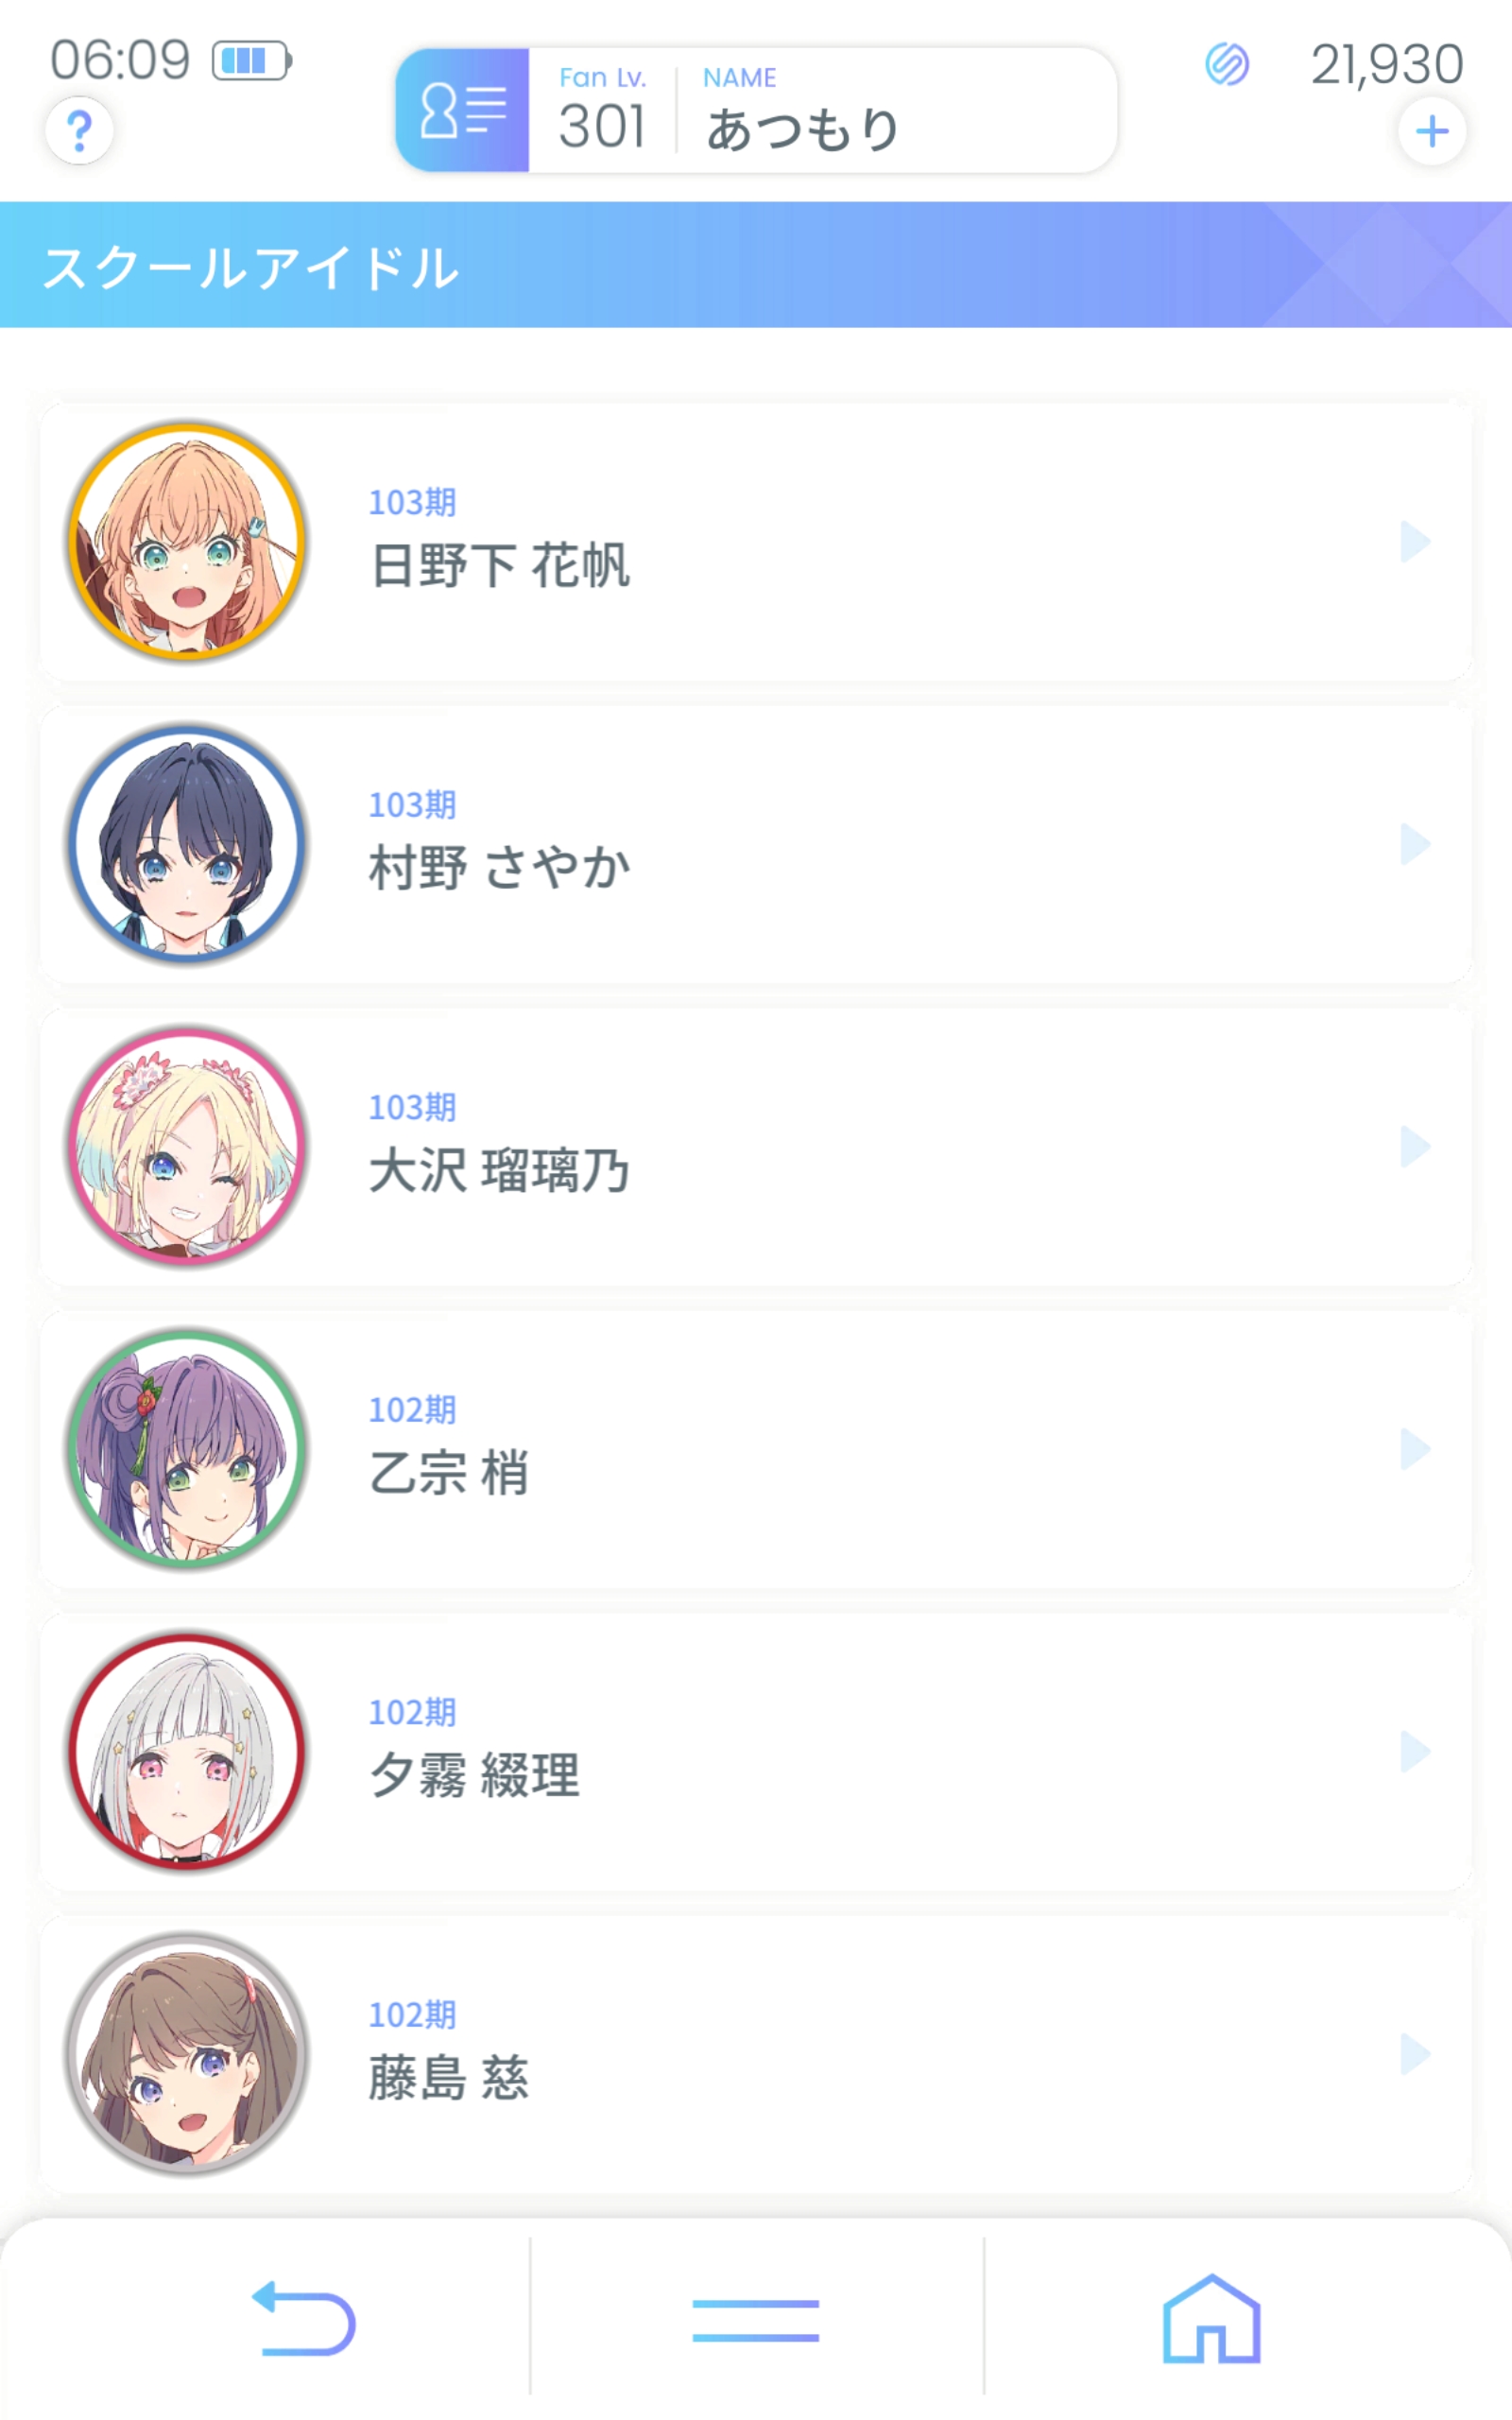 06:09
?
Fan Lv.
301
NAME
あつもり
21,930
+
スクールアイドル
103期
日野下 花帆
103期
村野 さやか
103期
大沢 瑠璃乃
102期
乙宗 梢
102期
夕霧 綴理
102期
藤島 慈